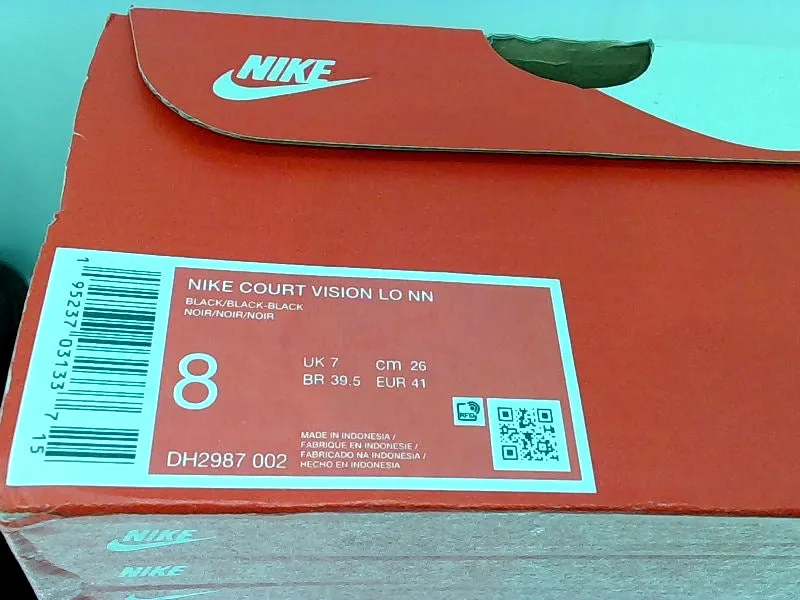 NIKE
1 95237 03133 7 15
NIKE COURT VISION LO NN
BLACK/BLACK-BLACK
NOIR/NOIR/NOIR
8
UK 7 cm 26
BR 39.5 EUR 41
RFID
DH2987 002
MADE IN INDONESIA /
FABRIQUE EN INDONESIE /
FABRICADO NA INDONESIA /
HECHO EN INDONESIA
NIKE
NIKE